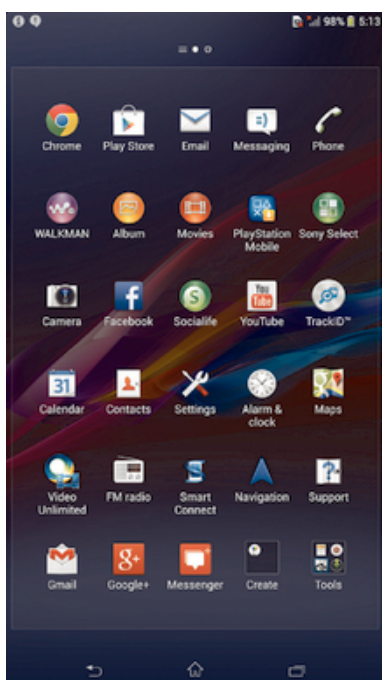 98% 5:13
Chrome Play Store Email Messaging Phone
WALKMAN Album Movies PlayStation Mobile Sony Select
Camera Facebook Socialife YouTube TrackID™
31
Calendar Contacts Settings Alarm & clock Maps
Video Unlimited FM radio Smart Connect Navigation Support
Gmail Google+ Messenger Create Tools